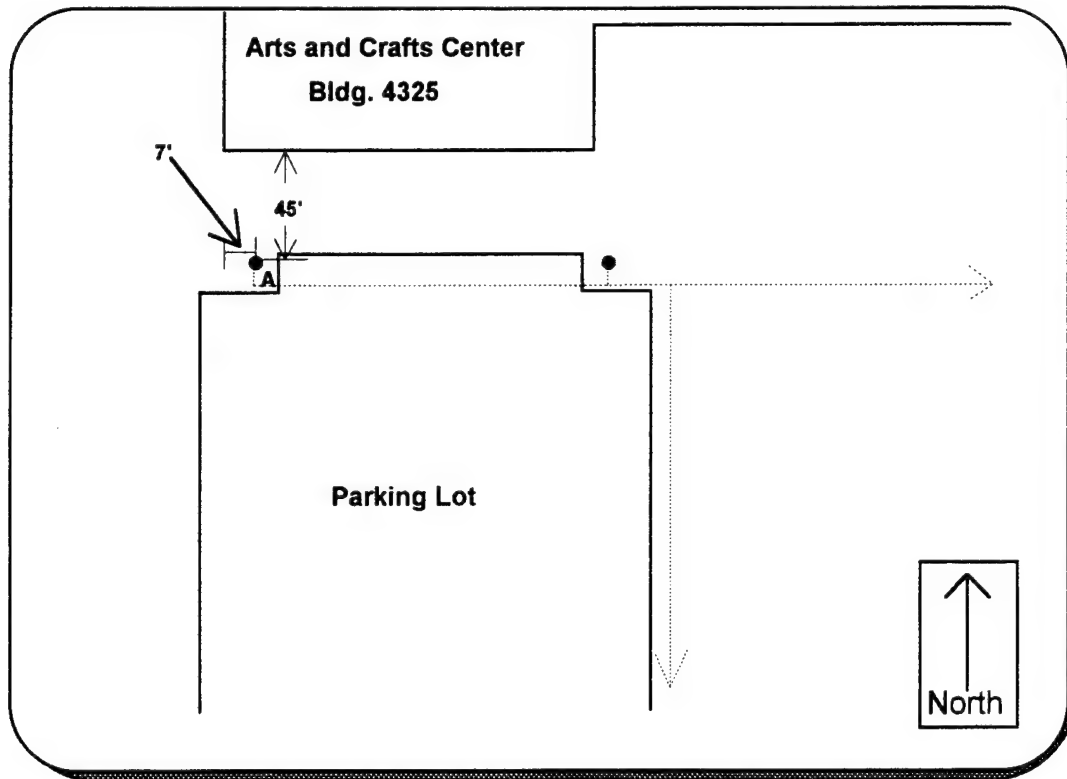 Arts and Crafts Center
Bldg. 4325
7'
45'
A
Parking Lot
North